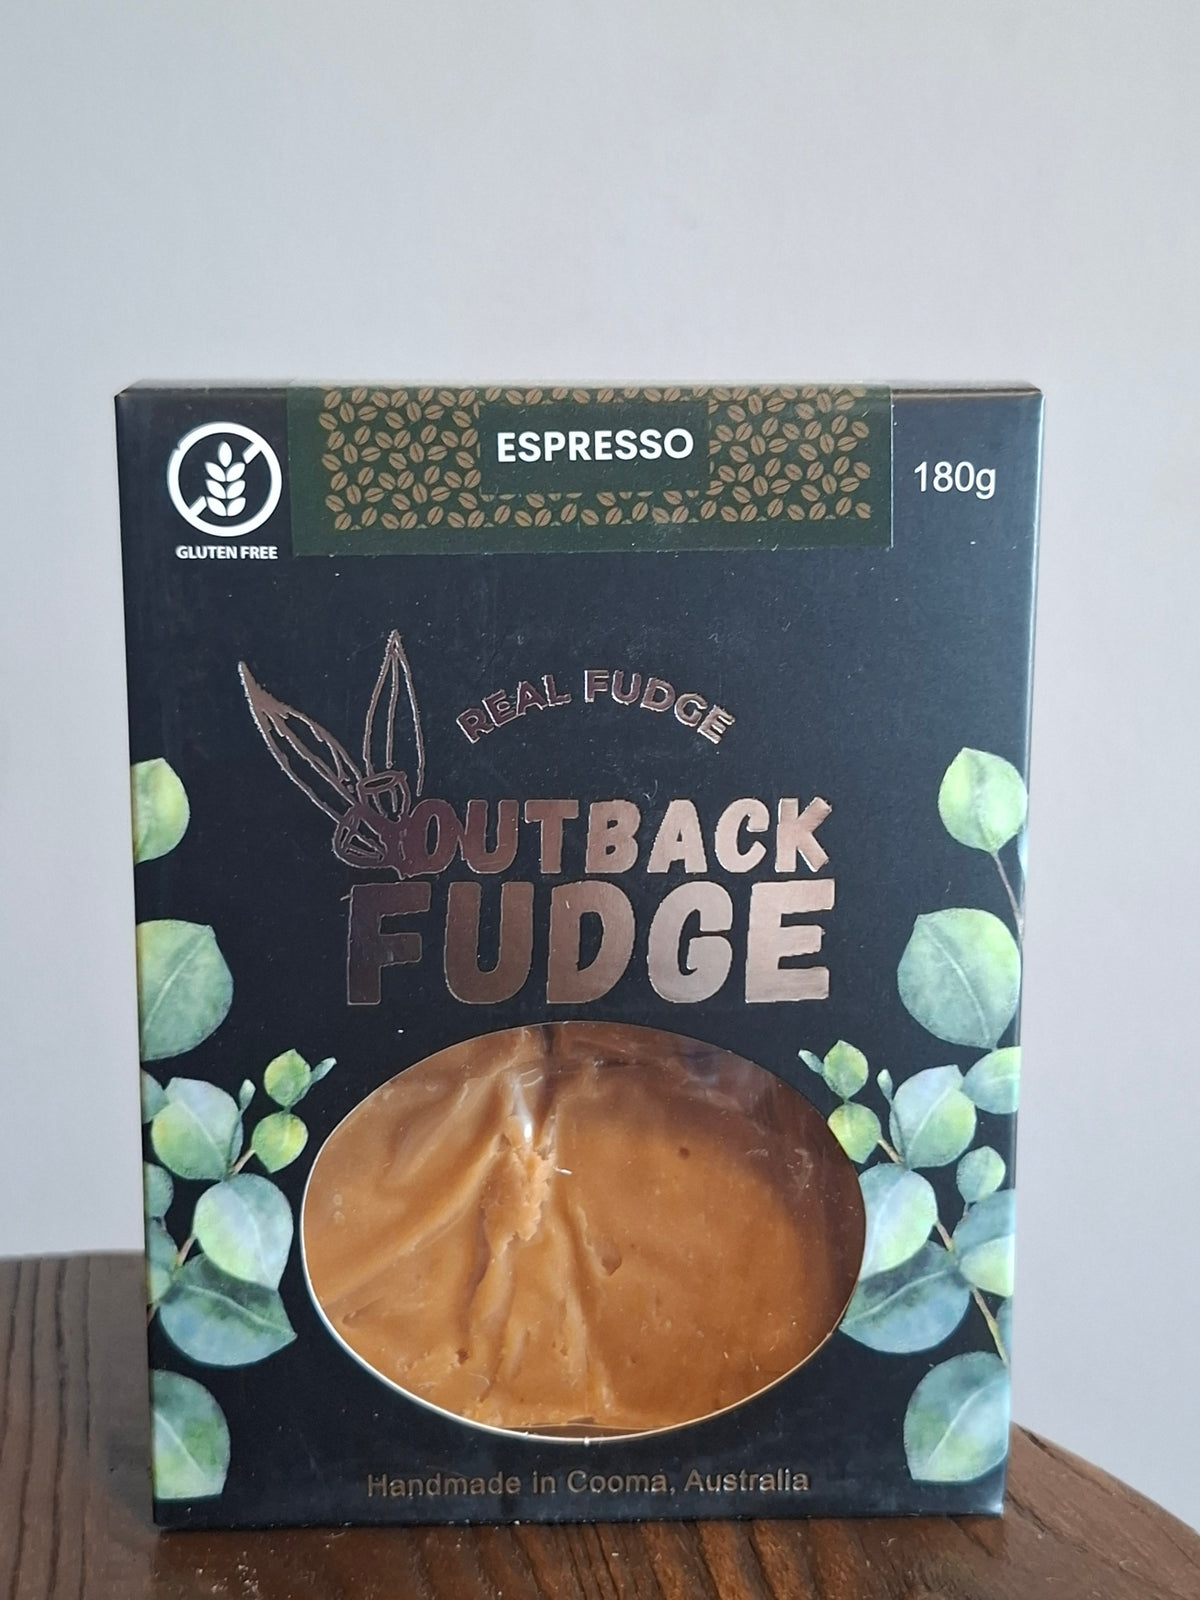 ESPRESSO
180g
GLUTEN FREE
REAL FUDGE
OUTBACK
FUDGE
Handmade in Cooma, Australia